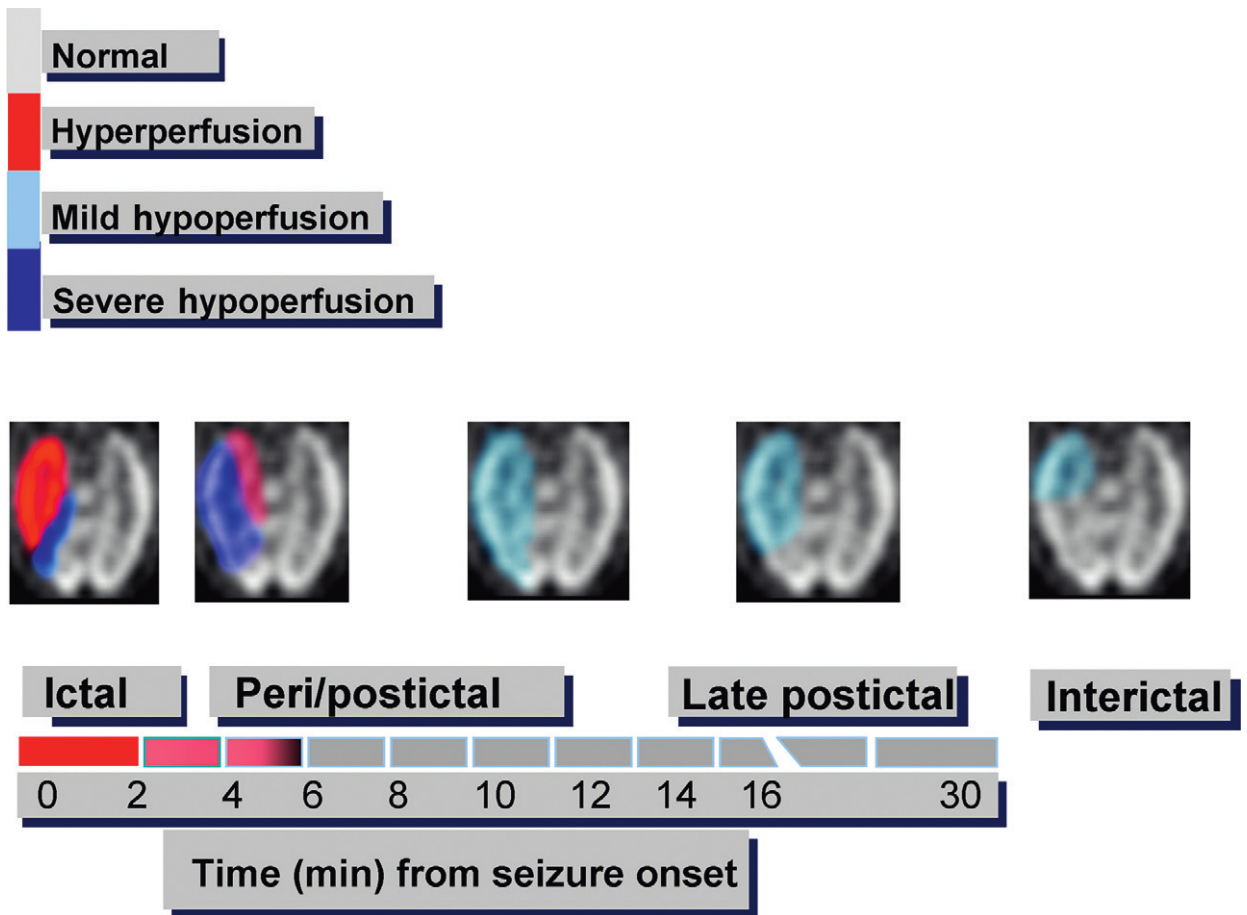 Normal
Hyperperfusion
Mild hypoperfusion
Severe hypoperfusion
Ictal
Peri/postictal
Late postictal
Interictal
0 2 4 6 8 10 12 14 16 30
Time (min) from seizure onset